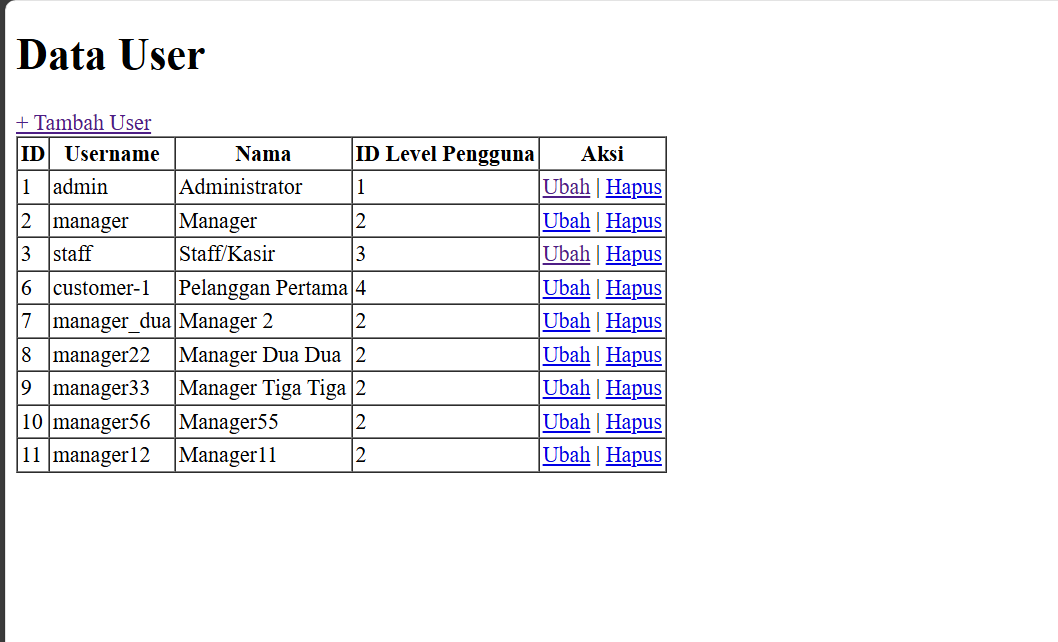 Data User
+ Tambah User
ID Username Nama ID Level Pengguna Aksi
1 admin Administrator 1 Ubah | Hapus
2 manager Manager 2 Ubah | Hapus
3 staff Staff/Kasir 3 Ubah | Hapus
6 customer-1 Pelanggan Pertama 4 Ubah | Hapus
7 manager_dua Manager 2 2 Ubah | Hapus
8 manager22 Manager Dua Dua 2 Ubah | Hapus
9 manager33 Manager Tiga Tiga 2 Ubah | Hapus
10 manager56 Manager55 2 Ubah | Hapus
11 manager12 Manager11 2 Ubah | Hapus